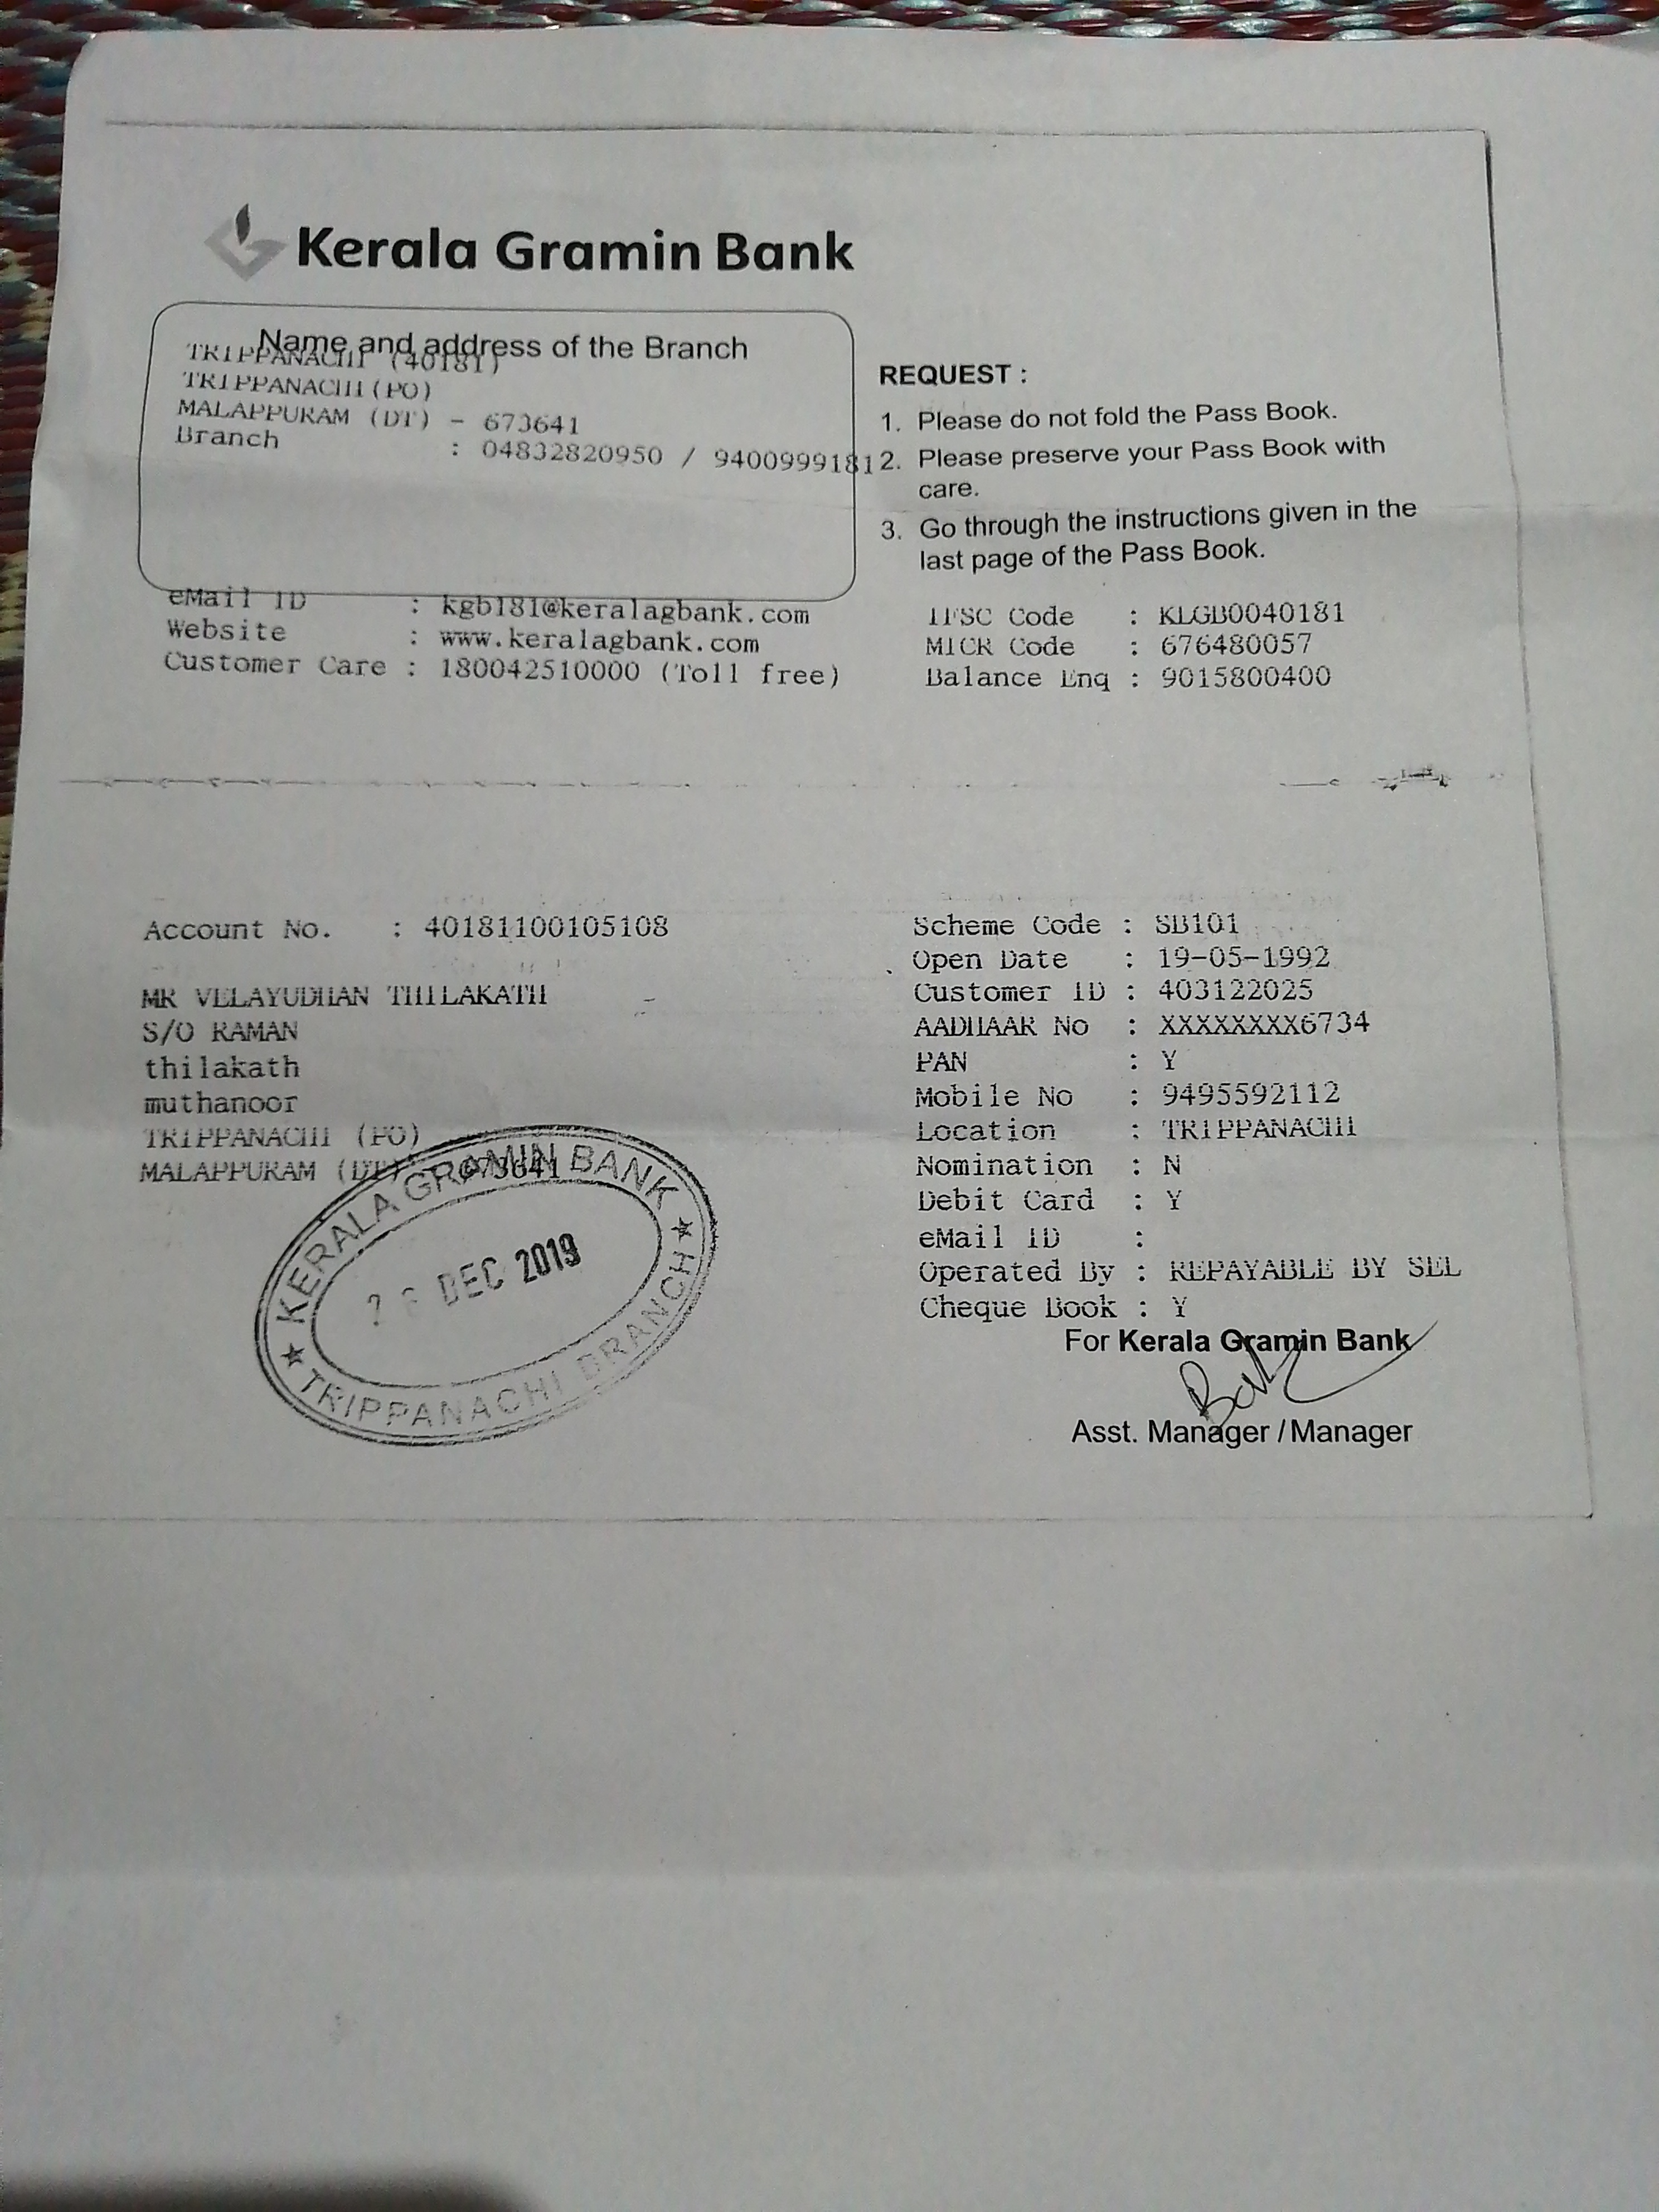 Kerala Gramin Bank
Name and address of the Branch
TRIPPANACHI (40181)
TRIPPANACHI(PO)
MALAPPURAM (DT) - 673641
Branch : 04832820950 / 9400999181
REQUEST :
1. Please do not fold the Pass Book.
2. Please preserve your Pass Book with
care.
3. Go through the instructions given in the
last page of the Pass Book.
eMail ID : kgb181@keralagbank.com
Website : www.keralagbank.com
Customer Care : 180042510000 (Toll free)
IFSC Code : KLGB0040181
MICR Code : 676480057
Balance Enq : 9015800400
Account No. : 40181100105108
MR VELAYUDHAN THILAKATH
S/O RAMAN
thilakath
muthanoor
TRIPPANACHI (PO)
MALAPPURAM (DT) - 673641
Scheme Code : SB101
Open Date : 19-05-1992
Customer ID : 403122025
AADHAAR No : XXXXXXXX6734
PAN : Y
Mobile No : 9495592112
Location : TRIPPANACHI
Nomination : N
Debit Card : Y
eMail ID :
Operated By : REPAYABLE BY SEL
Cheque Book : Y
For Kerala Gramin Bank
Asst. Manager / Manager
KERALA GRAMIN BANK
DEC 2019
TRIPPANACHI BRANCH